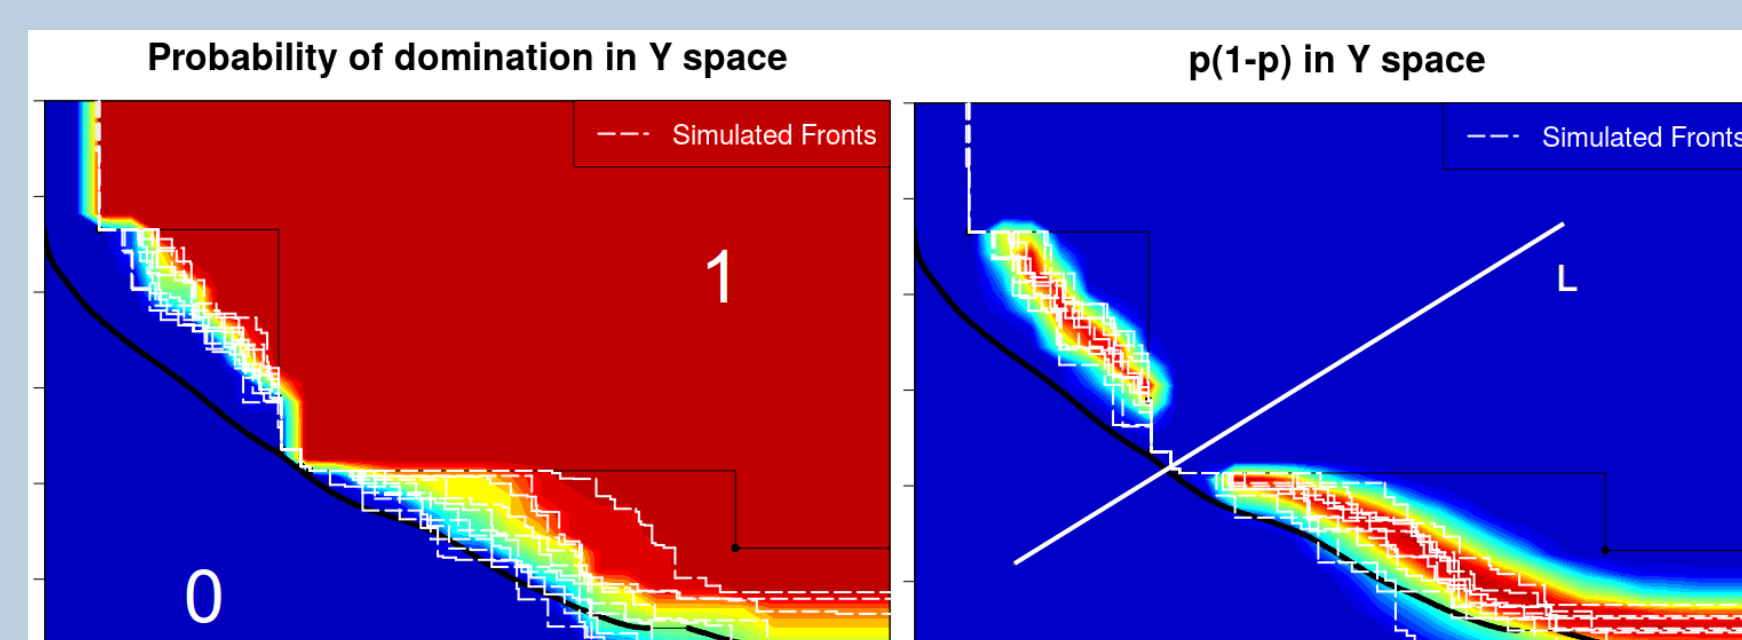 Probability of domination in Y space
Simulated Fronts
1
0
p(1-p) in Y space
Simulated Fronts
L